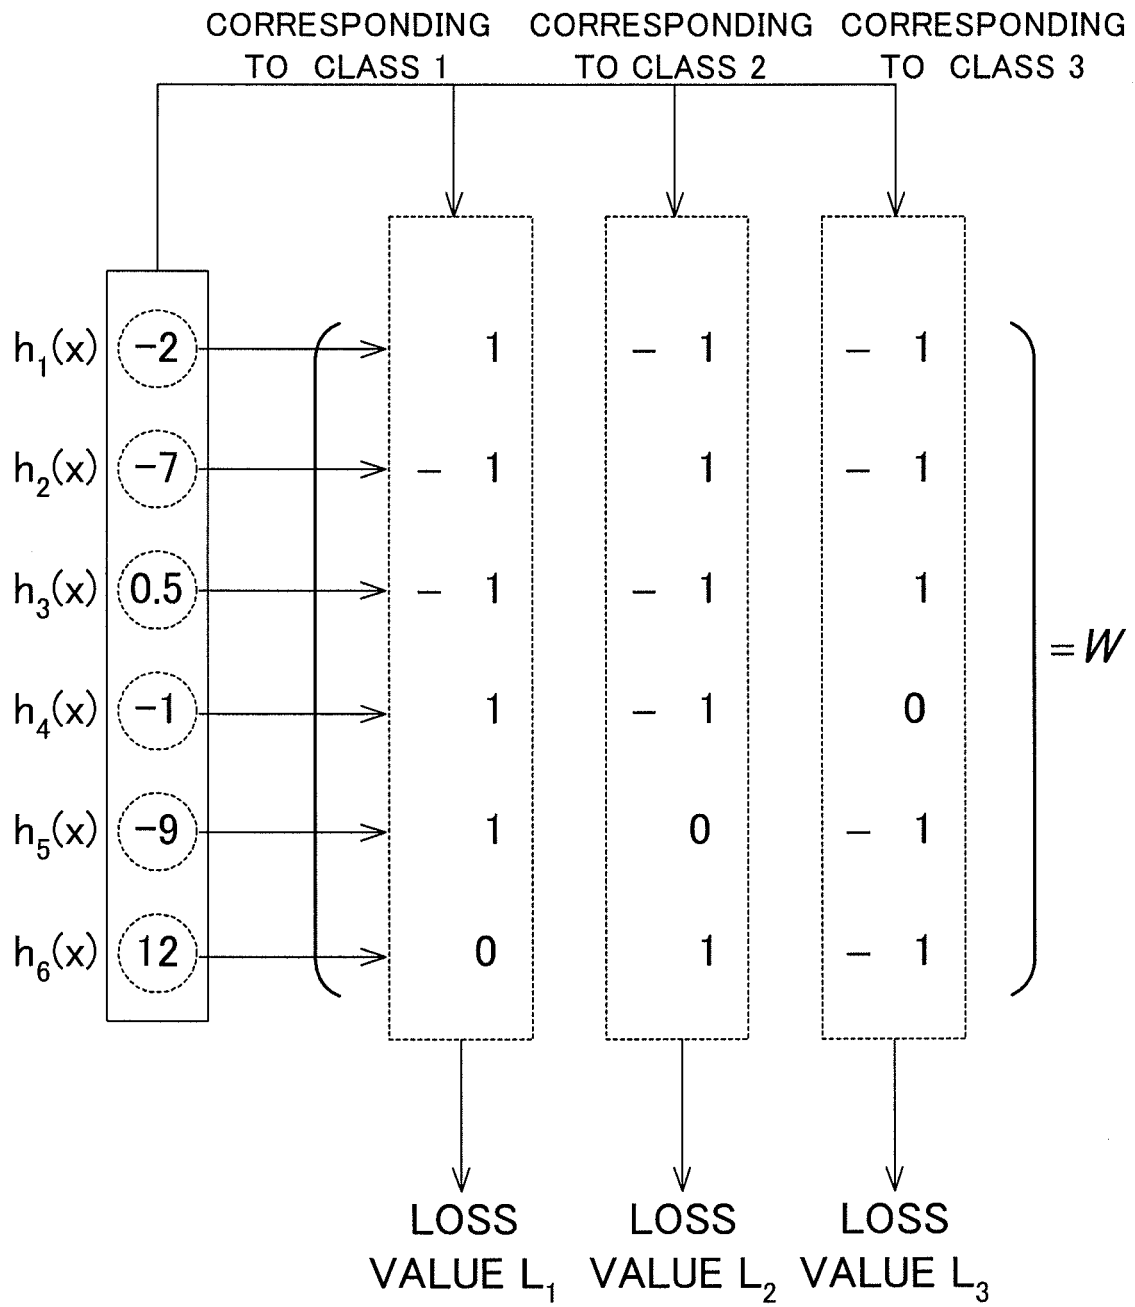 CORRESPONDING TO CLASS 1
CORRESPONDING TO CLASS 2
CORRESPONDING TO CLASS 3
h1(x) −2 1 − 1 − 1
h2(x) −7 − 1 1 − 1
h3(x) 0.5 − 1 − 1 1
= W
h4(x) −1 1 − 1 0
h5(x) −9 1 0 − 1
h6(x) 12 0 1 − 1
LOSS VALUE L1
LOSS VALUE L2
LOSS VALUE L3